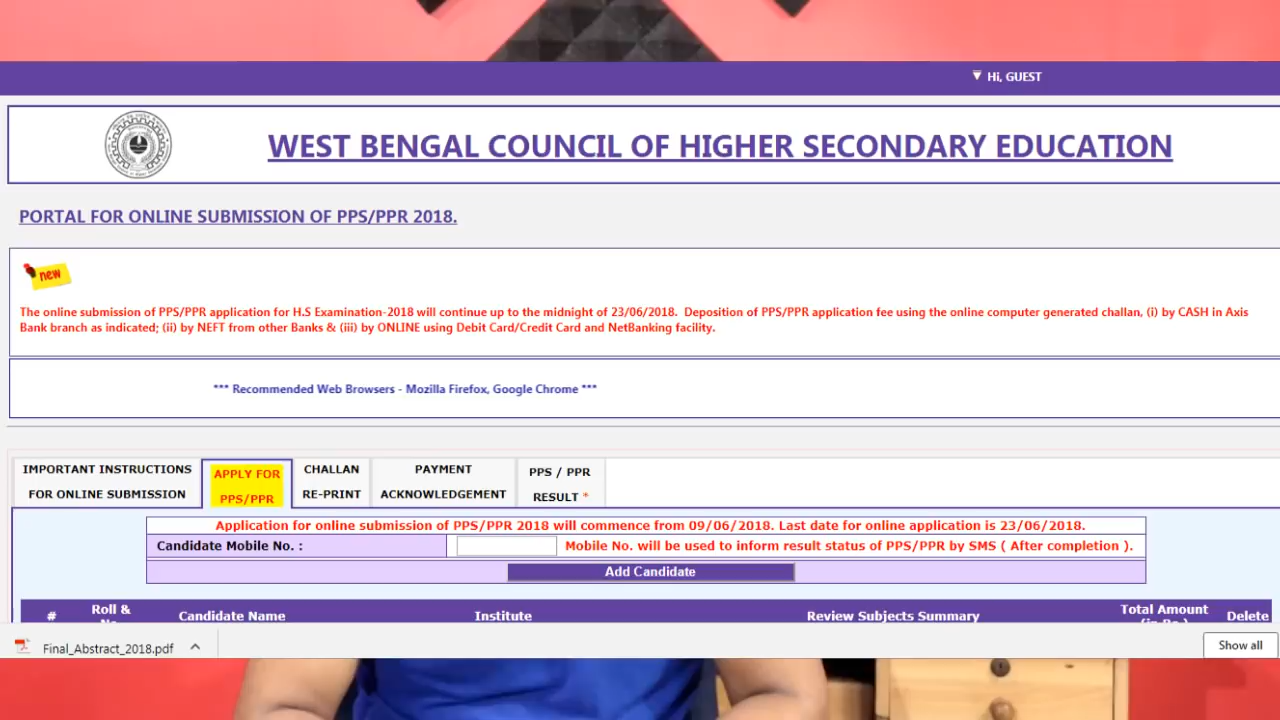 Hi, GUEST
WEST BENGAL COUNCIL OF HIGHER SECONDARY EDUCATION
PORTAL FOR ONLINE SUBMISSION OF PPS/PPR 2018.
new
The online submission of PPS/PPR application for H.S Examination-2018 will continue up to the midnight of 23/06/2018. Deposition of PPS/PPR application fee using the online computer generated challan, (i) by CASH in Axis
Bank branch as indicated; (ii) by NEFT from other Banks & (iii) by ONLINE using Debit Card/Credit Card and NetBanking facility.
*** Recommended Web Browsers - Mozilla Firefox, Google Chrome ***
IMPORTANT INSTRUCTIONS
FOR ONLINE SUBMISSION
APPLY FOR
PPS/PPR
CHALLAN
RE-PRINT
PAYMENT
ACKNOWLEDGEMENT
PPS / PPR
RESULT *
Application for online submission of PPS/PPR 2018 will commence from 09/06/2018. Last date for online application is 23/06/2018.
Candidate Mobile No. :
Mobile No. will be used to inform result status of PPS/PPR by SMS ( After completion ).
Add Candidate
# Roll & Candidate Name Institute Review Subjects Summary Total Amount Delete
Final_Abstract_2018.pdf
Show all